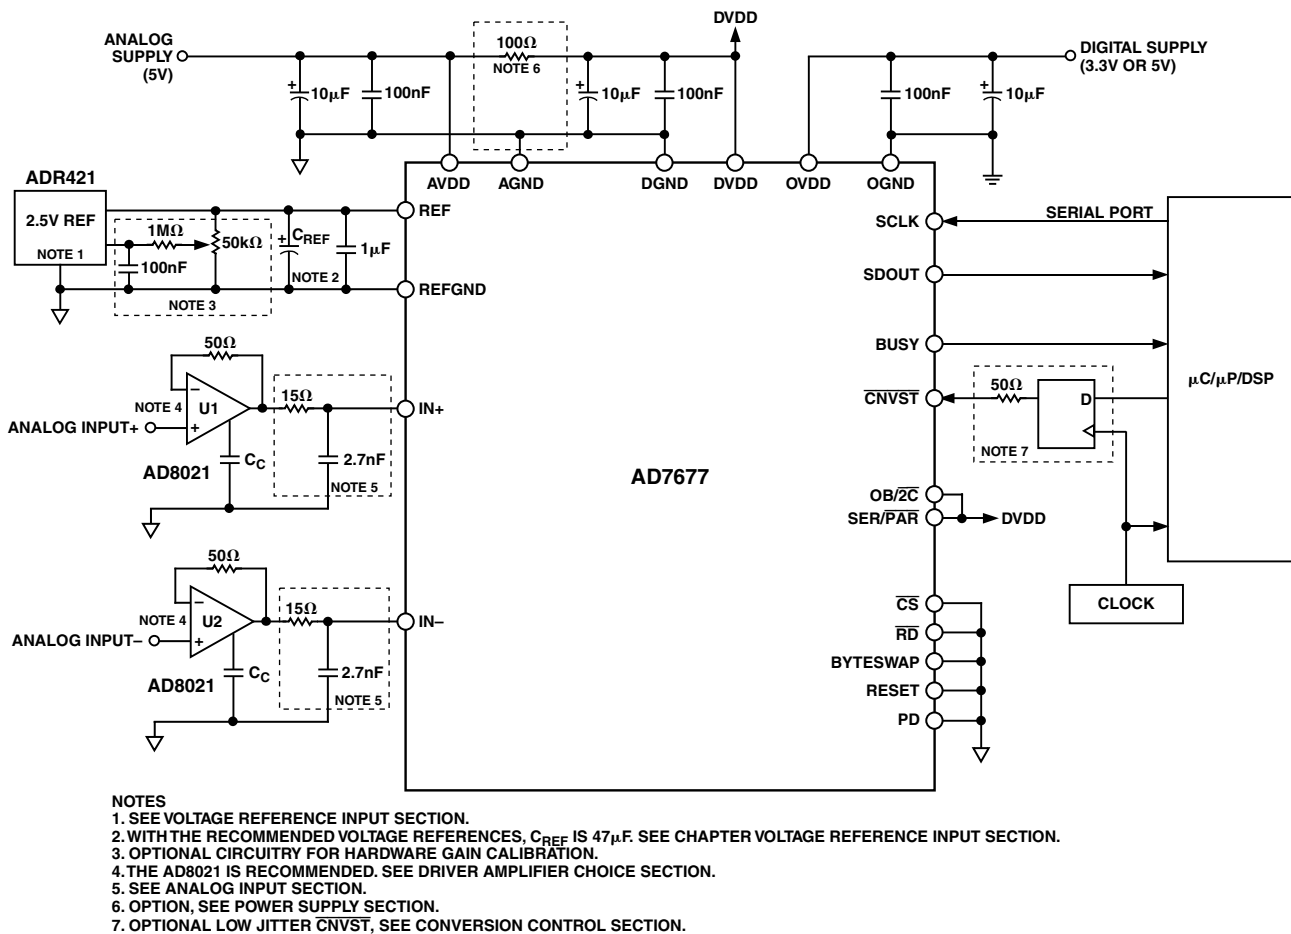 DVDD
ANALOG
SUPPLY
(5V)
100Ω
NOTE 6
DIGITAL SUPPLY
(3.3V OR 5V)
+
10μF
100nF
+
10μF
100nF
100nF
+
10μF
ADR421
AVDD
AGND
DGND
DVDD
OVDD
OGND
2.5V REF
NOTE 1
1MΩ
50kΩ
100nF
NOTE 3
+
CREF
NOTE 2
1μF
REF
REFGND
SCLK
SERIAL PORT
SDOUT
BUSY
μC/μP/DSP
50Ω
NOTE 4
−
U1
+
ANALOG INPUT+
AD8021
CC
15Ω
2.7nF
NOTE 5
IN+
CNVST
50Ω
D
NOTE 7
AD7677
OB/2C
SER/PAR
DVDD
50Ω
NOTE 4
−
U2
+
ANALOG INPUT−
AD8021
CC
15Ω
2.7nF
NOTE 5
IN−
CLOCK
CS
RD
BYTESWAP
RESET
PD
NOTES
1. SEE VOLTAGE REFERENCE INPUT SECTION.
2. WITH THE RECOMMENDED VOLTAGE REFERENCES, CREF IS 47μF. SEE CHAPTER VOLTAGE REFERENCE INPUT SECTION.
3. OPTIONAL CIRCUITRY FOR HARDWARE GAIN CALIBRATION.
4. THE AD8021 IS RECOMMENDED. SEE DRIVER AMPLIFIER CHOICE SECTION.
5. SEE ANALOG INPUT SECTION.
6. OPTION, SEE POWER SUPPLY SECTION.
7. OPTIONAL LOW JITTER CNVST, SEE CONVERSION CONTROL SECTION.